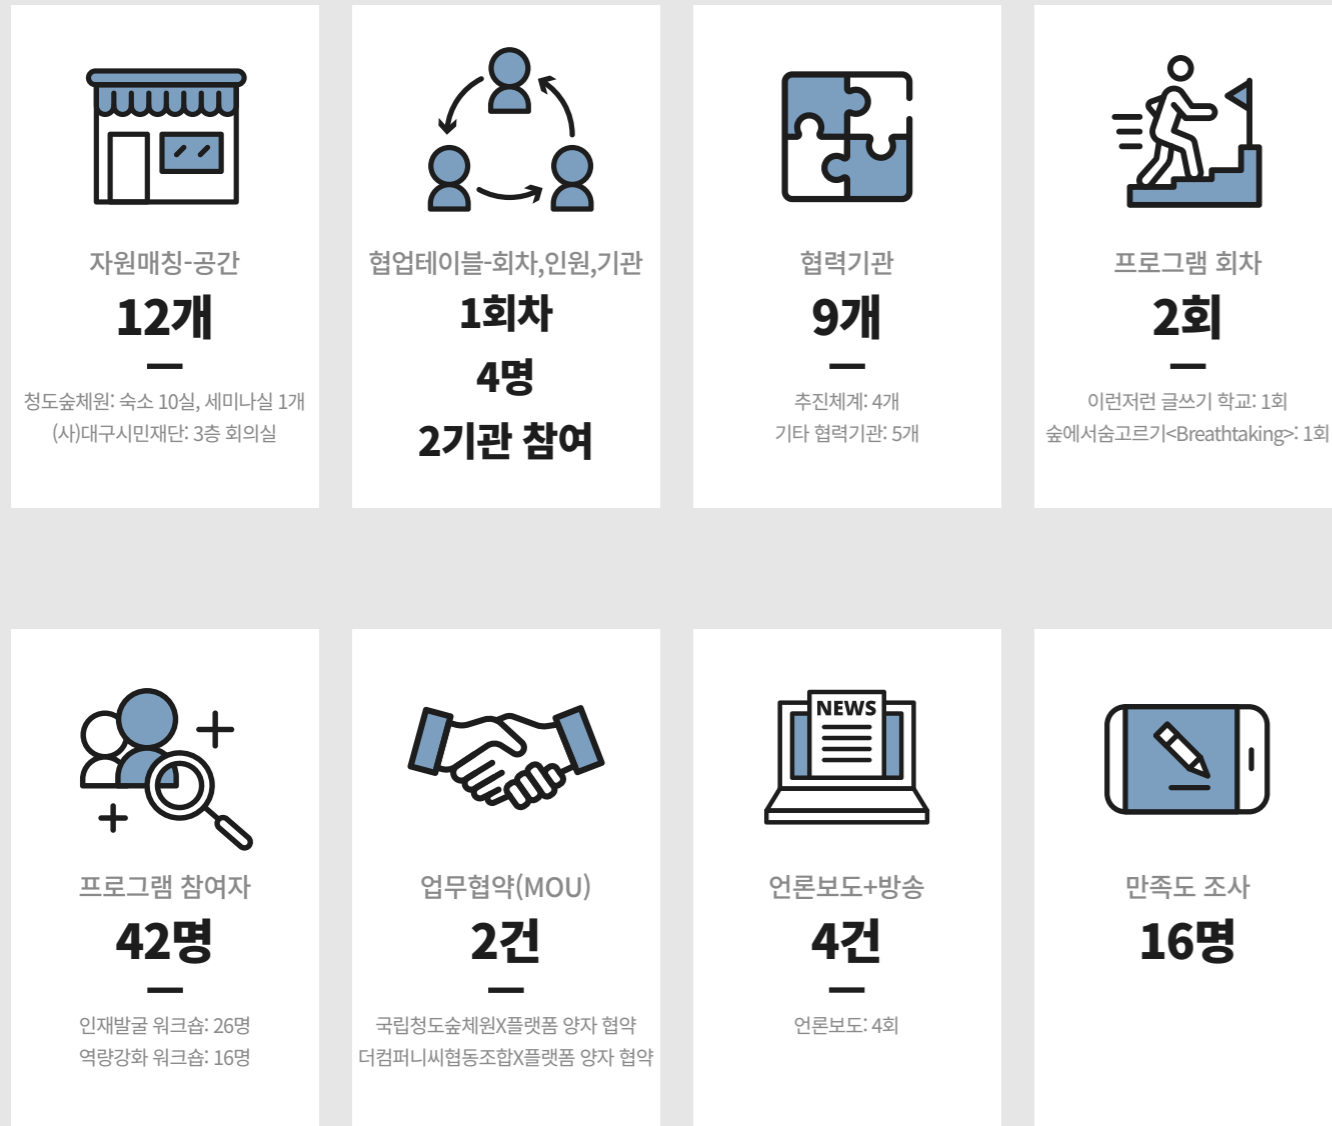 자원매칭-공간
12개
청도숲체원: 숙소 10실, 세미나실 1개
(사)대구시민재단: 3층 회의실
협업테이블-회차,인원,기관
1회차
4명
2기관 참여
협력기관
9개
추진체계: 4개
기타 협력기관: 5개
프로그램 회차
2회
이런저런 글쓰기 학교: 1회
숲에서숨고르기<Breathtaking>: 1회
프로그램 참여자
42명
인재발굴 워크숍: 26명
역량강화 워크숍: 16명
업무협약(MOU)
2건
국립청도숲체원X플랫폼 양자 협약
더컴퍼니씨협동조합X플랫폼 양자 협약
NEWS
언론보도+방송
4건
언론보도: 4회
만족도 조사
16명